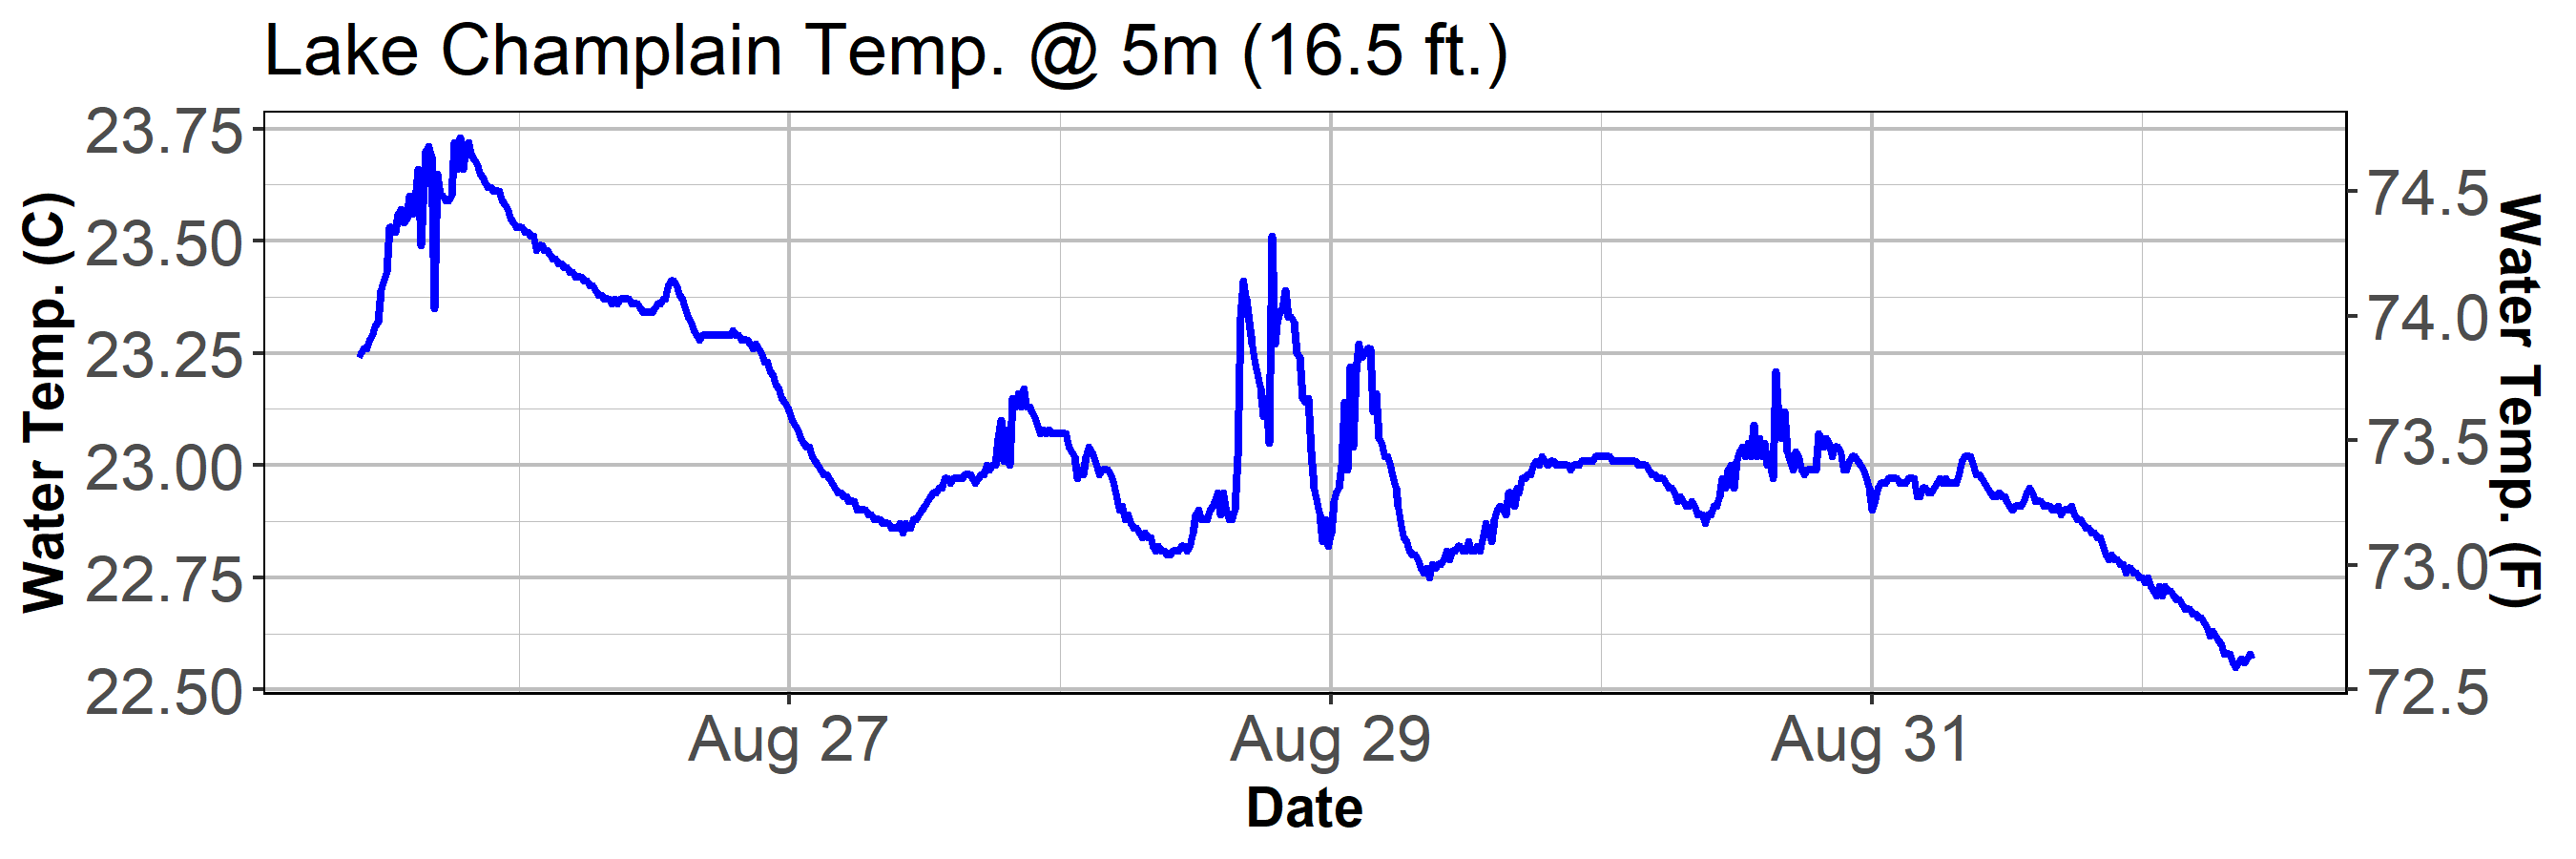 Lake Champlain Temp. @ 5m (16.5 ft.)
Water Temp. (C)
23.75
23.50
23.25
23.00
22.75
22.50
74.5
74.0
73.5
73.0
72.5
Water Temp. (F)
Aug 27 Aug 29 Aug 31
Date